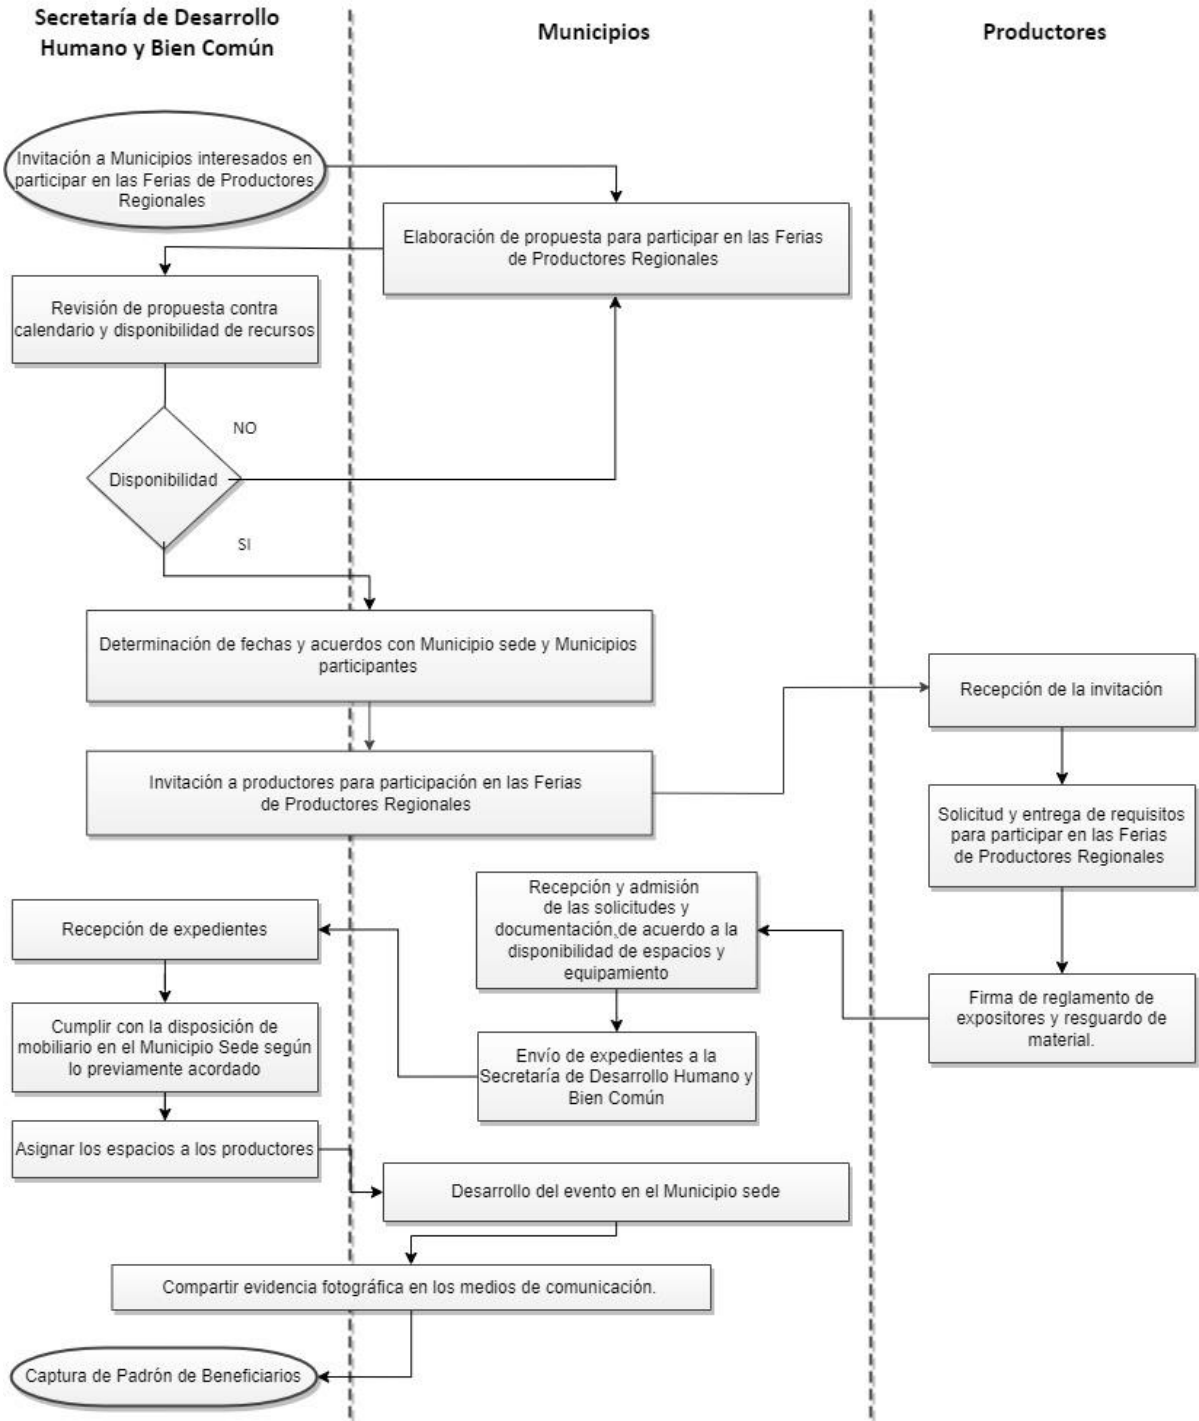 Secretaría de Desarrollo
Humano y Bien Común
Municipios
Productores
Invitación a Municipios interesados en
participar en las Ferias de Productores
Regionales
Elaboración de propuesta para participar en las Ferias
de Productores Regionales
Revisión de propuesta contra
calendario y disponibilidad de recursos
NO
Disponibilidad
SI
Determinación de fechas y acuerdos con Municipio sede y Municipios
participantes
Recepción de la invitación
Invitación a productores para participación en las Ferias
de Productores Regionales
Solicitud y entrega de requisitos
para participar en las Ferias
de Productores Regionales
Recepción y admisión
de las solicitudes y
documentación,de acuerdo a la
disponibilidad de espacios y
equipamiento
Recepción de expedientes
Firma de reglamento de
expositores y resguardo de
material.
Cumplir con la disposición de
mobiliario en el Municipio Sede según
lo previamente acordado
Envío de expedientes a la
Secretaría de Desarrollo Humano y
Bien Común
Asignar los espacios a los productores
Desarrollo del evento en el Municipio sede
Compartir evidencia fotográfica en los medios de comunicación.
Captura de Padrón de Beneficiarios